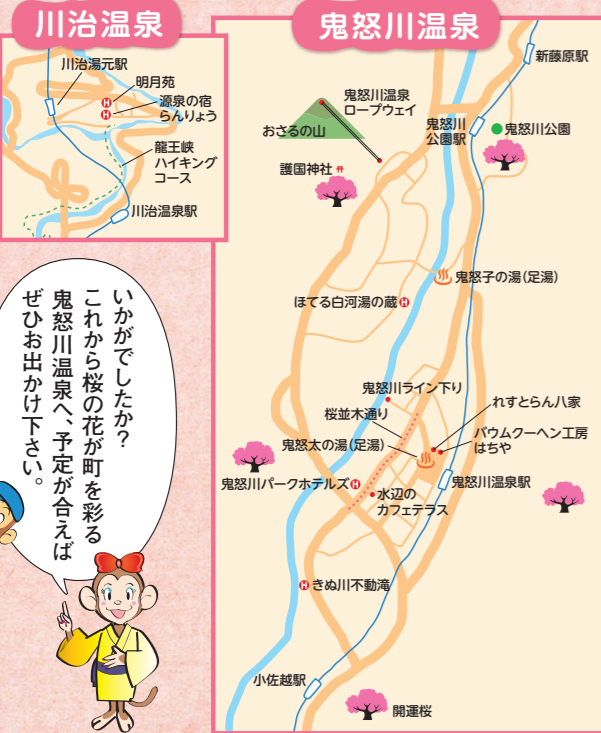 川治温泉
川治湯元駅
明月苑
源泉の宿
らんりょう
龍王峡
ハイキング
コース
川治温泉駅
鬼怒川温泉
新藤原駅
鬼怒川温泉
ロープウェイ
おさるの山
鬼怒川
公園駅
鬼怒川公園
護国神社
鬼怒子の湯(足湯)
ほてる白河湯の蔵
鬼怒川ライン下り
桜並木通り
れすとらん八家
バウムクーヘン工房
はちや
鬼怒太の湯(足湯)
鬼怒川パークホテルズ
鬼怒川温泉駅
水辺の
カフェテラス
きぬ川不動滝
小佐越駅
開運桜
いかがでしたか?
これから桜の花が町を彩る
鬼怒川温泉へ、予定が合えば
ぜひお出かけ下さい。